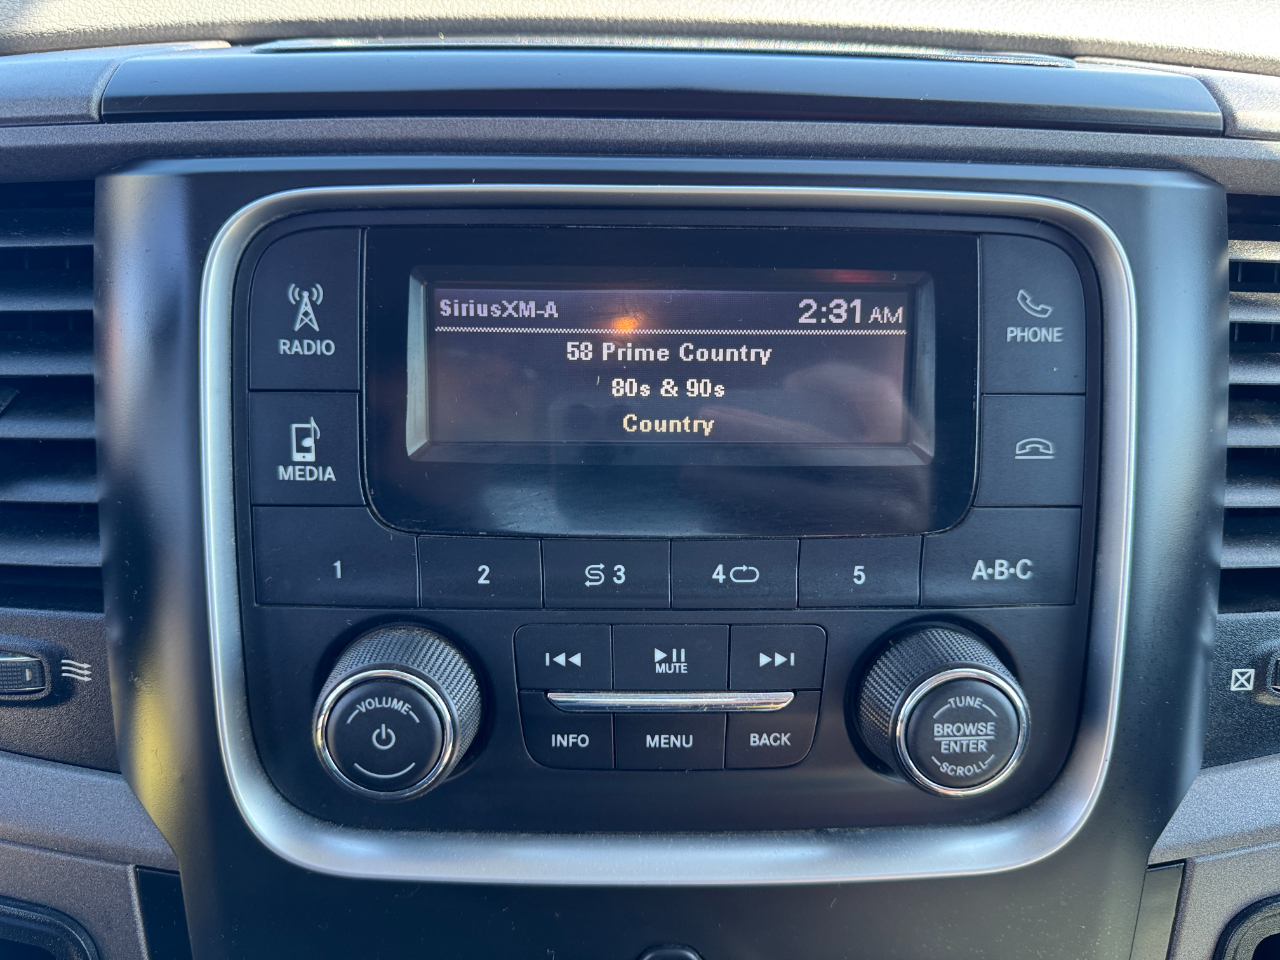 SiriusXM-A 2:31 AM
58 Prime Country
80s & 90s
Country
RADIO
PHONE
MEDIA
1 2 3 4 5 A·B·C
VOLUME
MUTE
INFO MENU BACK
TUNE
BROWSE
ENTER
SCROLL